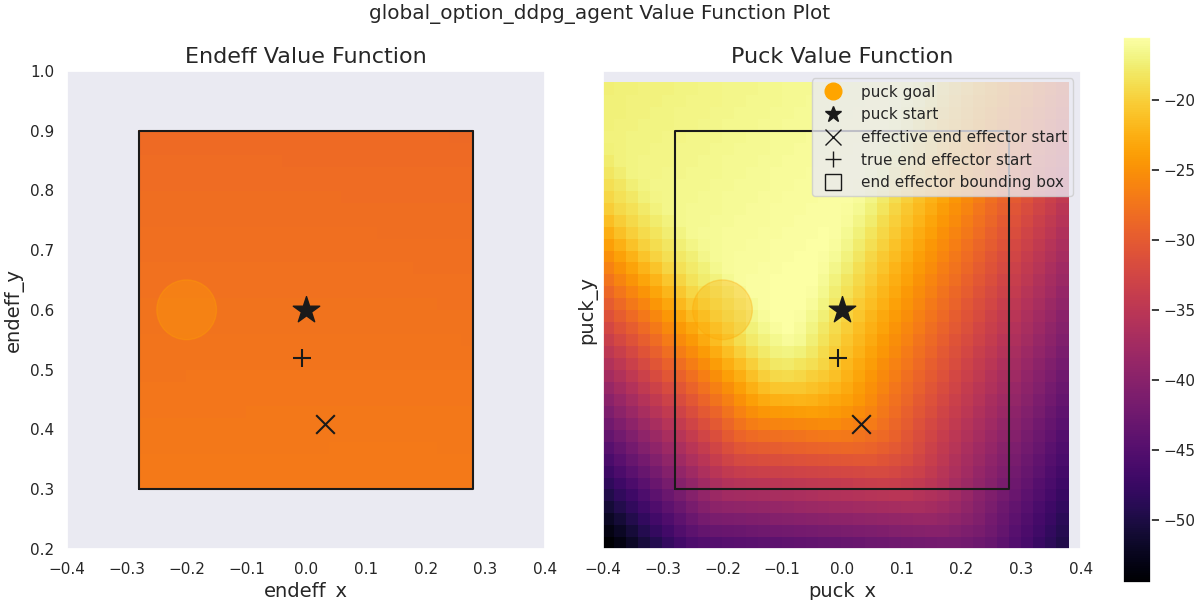 global_option_ddpg_agent Value Function Plot
Endeff Value Function
Puck Value Function
endeff_y
1.0
0.9
0.8
0.7
0.6
0.5
0.4
0.3
0.2
−0.4 −0.3 −0.2 −0.1 0.0 0.1 0.2 0.3 0.4
endeff_x
puck_y
puck goal
puck start
effective end effector start
true end effector start
end effector bounding box
−0.4 −0.3 −0.2 −0.1 0.0 0.1 0.2 0.3 0.4
puck_x
−20
−25
−30
−35
−40
−45
−50